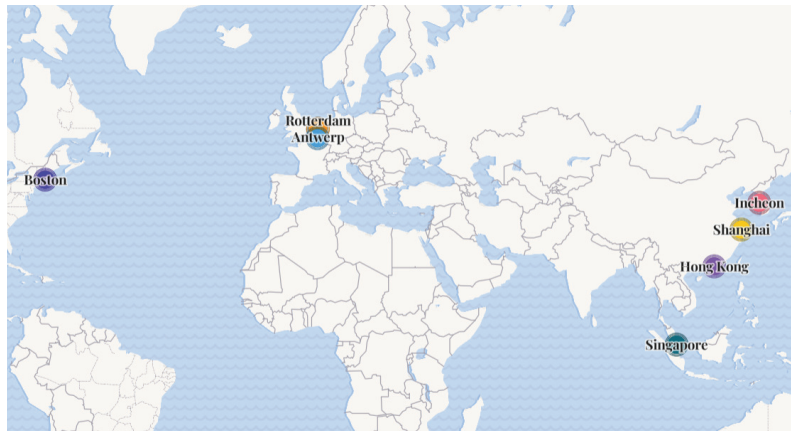 Rotterdam
Antwerp
Boston
Incheon
Shanghai
Hong Kong
Singapore